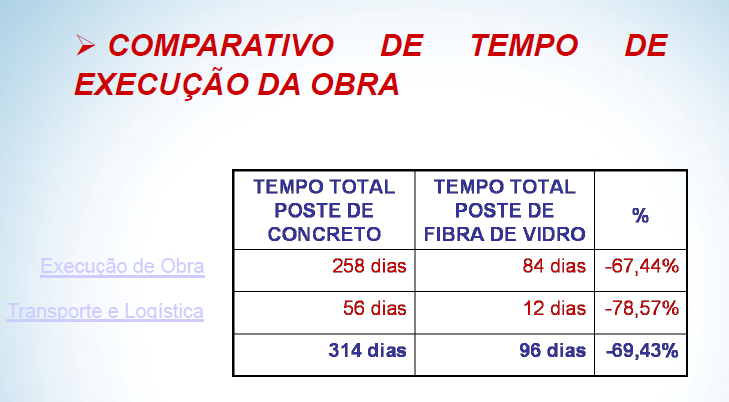 ➢ COMPARATIVO DE TEMPO DE
EXECUÇÃO DA OBRA
TEMPO TOTAL POSTE DE CONCRETO TEMPO TOTAL POSTE DE FIBRA DE VIDRO %
Execução de Obra 258 dias 84 dias -67,44%
Transporte e Logística 56 dias 12 dias -78,57%
314 dias 96 dias -69,43%